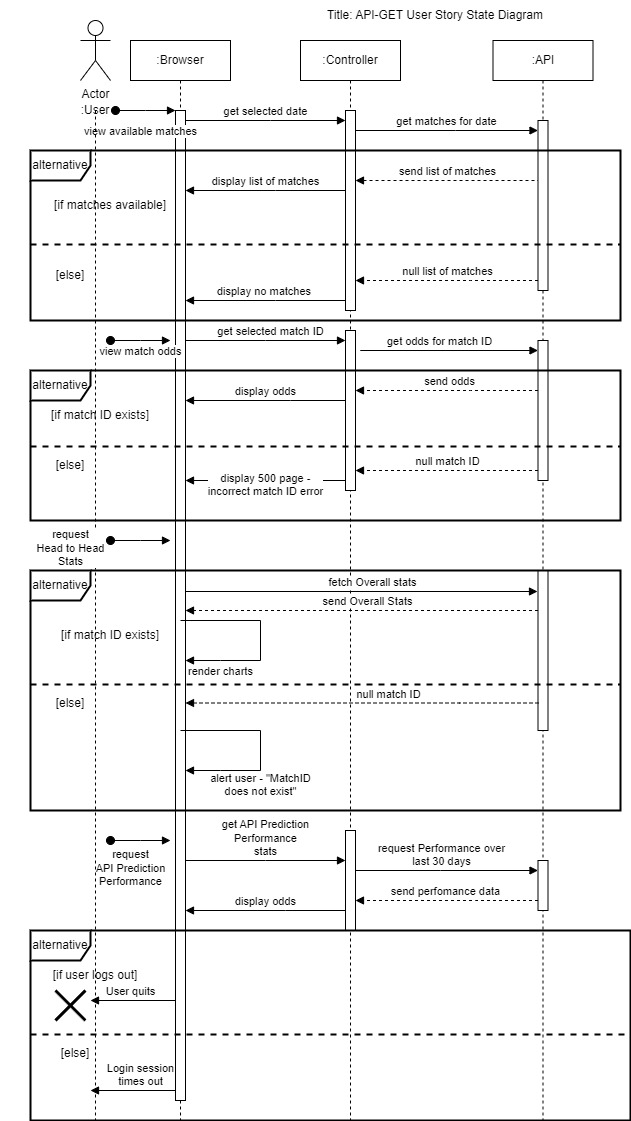 Title: API-GET User Story State Diagram
:Browser
:Controller
:API
Actor
:User
get selected date
get matches for date
view available matches
alternative
send list of matches
display list of matches
[if matches available]
[else]
null list of matches
display no matches
get selected match ID
get odds for match ID
view match odds
alternative
send odds
display odds
[if match ID exists]
[else]
null match ID
display 500 page -
incorrect match ID error
request
Head to Head
Stats
alternative
fetch Overall stats
send Overall Stats
[if match ID exists]
render charts
[else]
null match ID
alert user - "MatchID
does not exist"
get API Prediction
Performance
stats
request Performance over
last 30 days
request
API Prediction
Performance
send perfomance data
display odds
alternative
[if user logs out]
User quits
[else]
Login session
times out